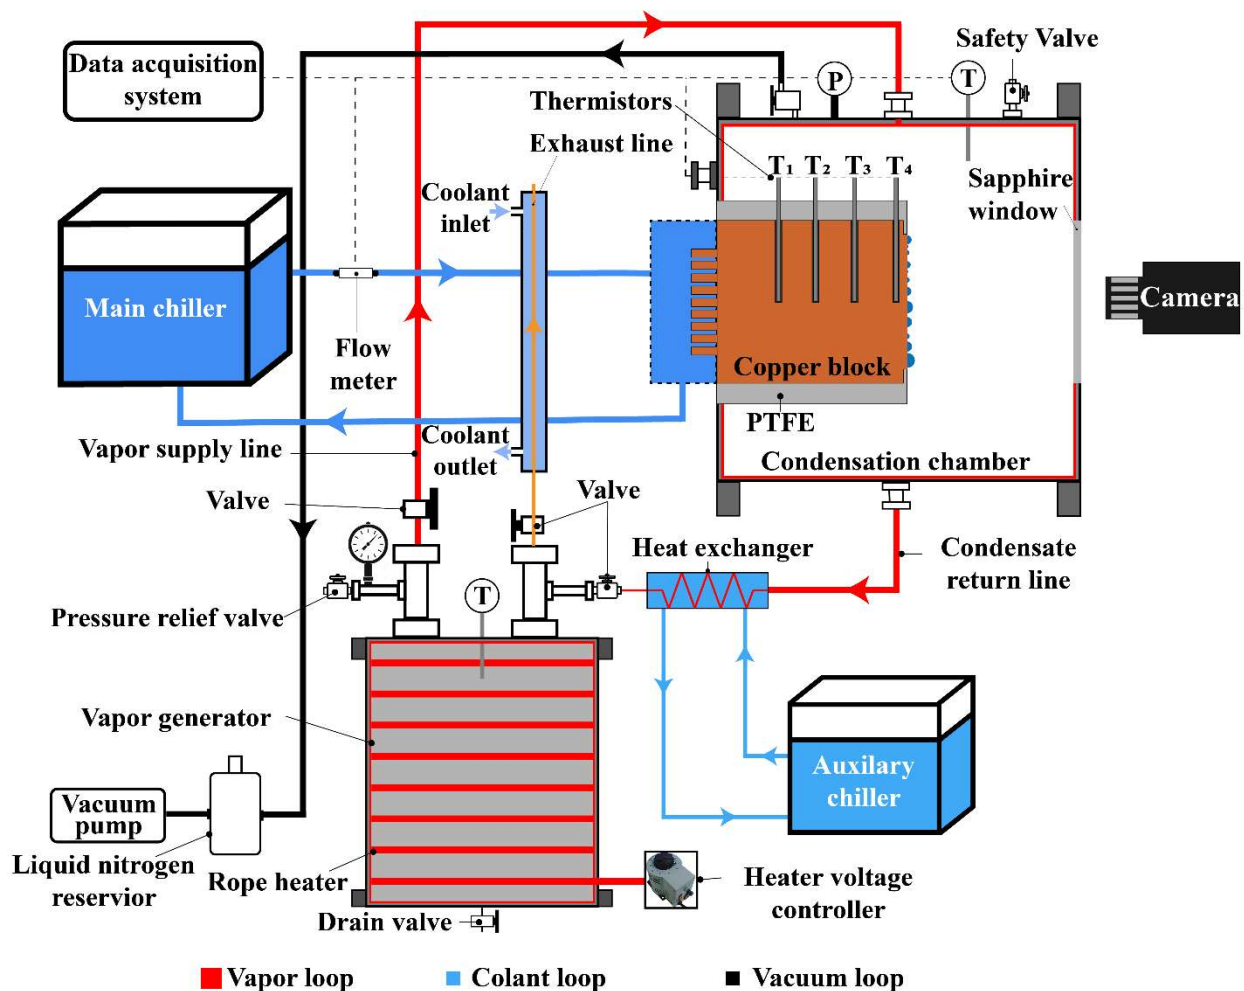 Data acquisition
system
Safety Valve
P
T
Thermistors
Exhaust line
T1 T2 T3 T4
Coolant
inlet
Sapphire
window
Main chiller
Camera
Flow
meter
Copper block
PTFE
Vapor supply line
Coolant
outlet
Condensation chamber
Valve
Valve
Heat exchanger
Condensate
return line
T
Pressure relief valve
Vapor generator
Auxilary
chiller
Vacuum
pump
Liquid nitrogen
reservior
Rope heater
Heater voltage
controller
Drain valve
Vapor loop
Colant loop
Vacuum loop